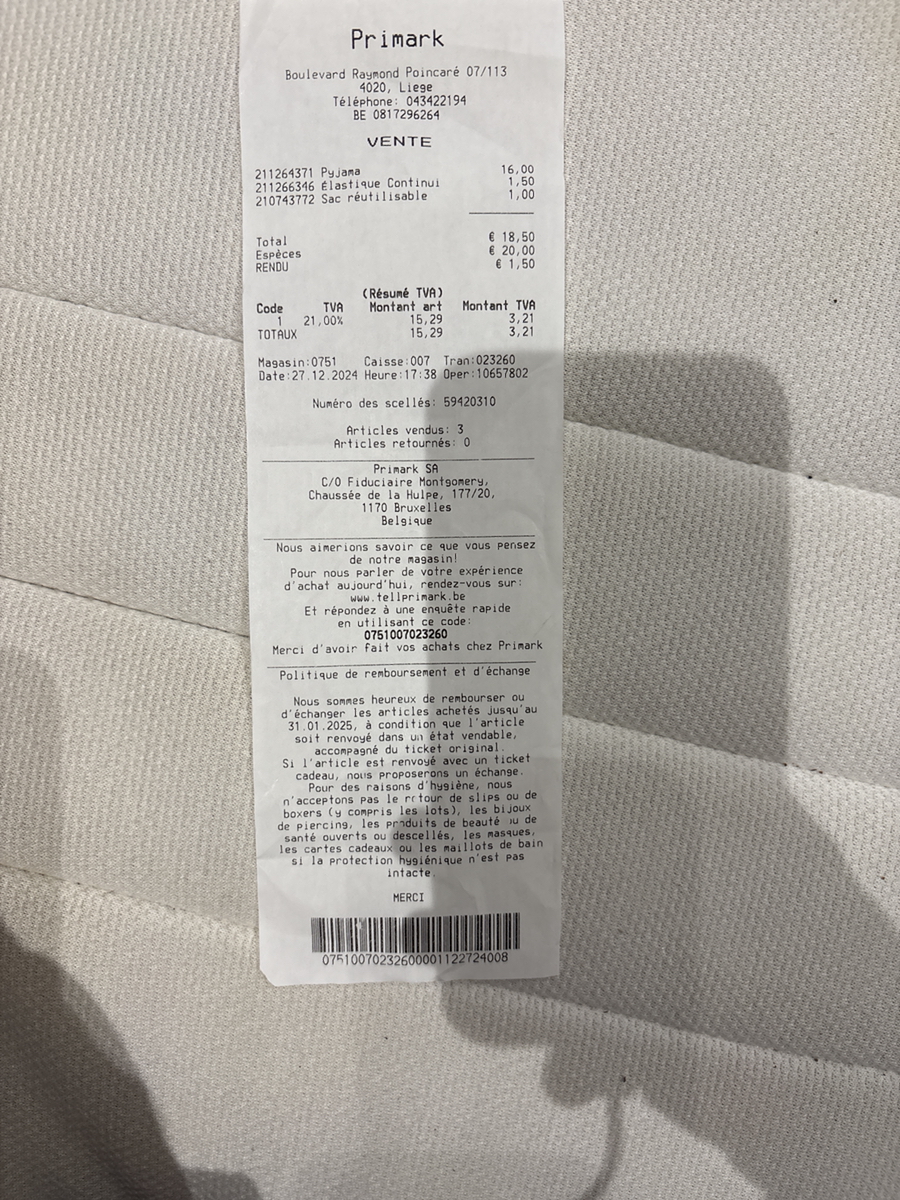 Primark
Boulevard Raymond Poincaré 07/113
4020, Liege
Téléphone: 043422194
BE 0817296264
VENTE
211264371 Pyjama 16,00
211266346 Élastique Continui 1,50
210743772 Sac réutilisable 1,00
Total € 18,50
Espèces € 20,00
RENDU € 1,50
(Résumé TVA)
Code TVA Montant art Montant TVA
1 21,00% 15,29 3,21
TOTAUX 15,29 3,21
Magasin:0751 Caisse:007 Tran:023260
Date:27.12.2024 Heure:17:38 Oper:10657802
Numéro des scellés: 59420310
Articles vendus: 3
Articles retournés: 0
Primark SA
C/O Fiduciaire Montgomery,
Chaussée de la Hulpe, 177/20,
1170 Bruxelles
Belgique
Nous aimerions savoir ce que vous pensez
de notre magasin!
Pour nous parler de votre expérience
d'achat aujourd'hui, rendez-vous sur:
www.tellprimark.be
Et répondez à une enquête rapide
en utilisant ce code:
0751007023260
Merci d'avoir fait vos achats chez Primark
Politique de remboursement et d'échange
Nous sommes heureux de rembourser ou
d'échanger les articles achetés jusqu'au
31.01.2025, à condition que l'article
soit renvoyé dans un état vendable,
accompagné du ticket original.
Si l'article est renvoyé avec un ticket
cadeau, nous proposerons un échange.
Pour des raisons d'hygiène, nous
n'acceptons pas le retour de slips ou de
boxers (y compris les lots), les bijoux
de piercing, les produits de beauté ou de
santé ouverts ou descellés, les masques,
les cartes cadeaux ou les maillots de bain
si la protection hygiénique n'est pas
intacte.
MERCI
07510070232600001122724008